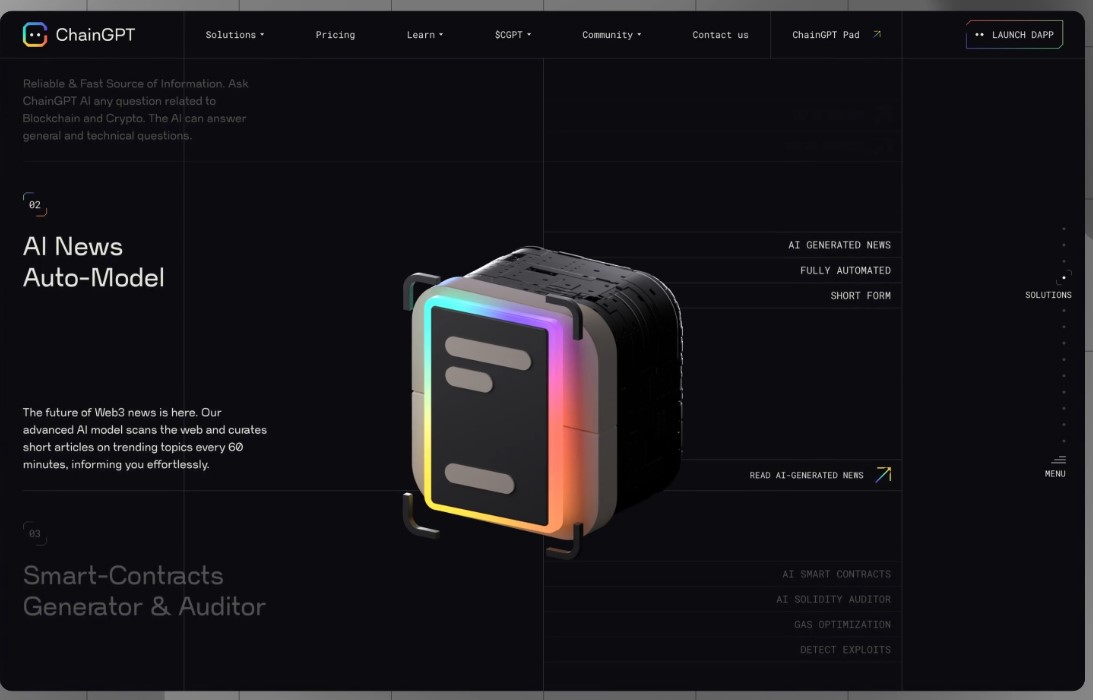 ChainGPT
Solutions
Pricing
Learn
$CGPT
Community
Contact us
ChainGPT Pad
LAUNCH DAPP
Reliable & Fast Source of Information. Ask
ChainGPT AI any question related to
Blockchain and Crypto. The AI can answer
general and technical questions.
02
AI News
Auto-Model
AI GENERATED NEWS
FULLY AUTOMATED
SHORT FORM
SOLUTIONS
The future of Web3 news is here. Our
advanced AI model scans the web and curates
short articles on trending topics every 60
minutes, informing you effortlessly.
READ AI-GENERATED NEWS
MENU
03
Smart-Contracts
Generator & Auditor
AI SMART CONTRACTS
AI SOLIDITY AUDITOR
GAS OPTIMIZATION
DETECT EXPLOITS